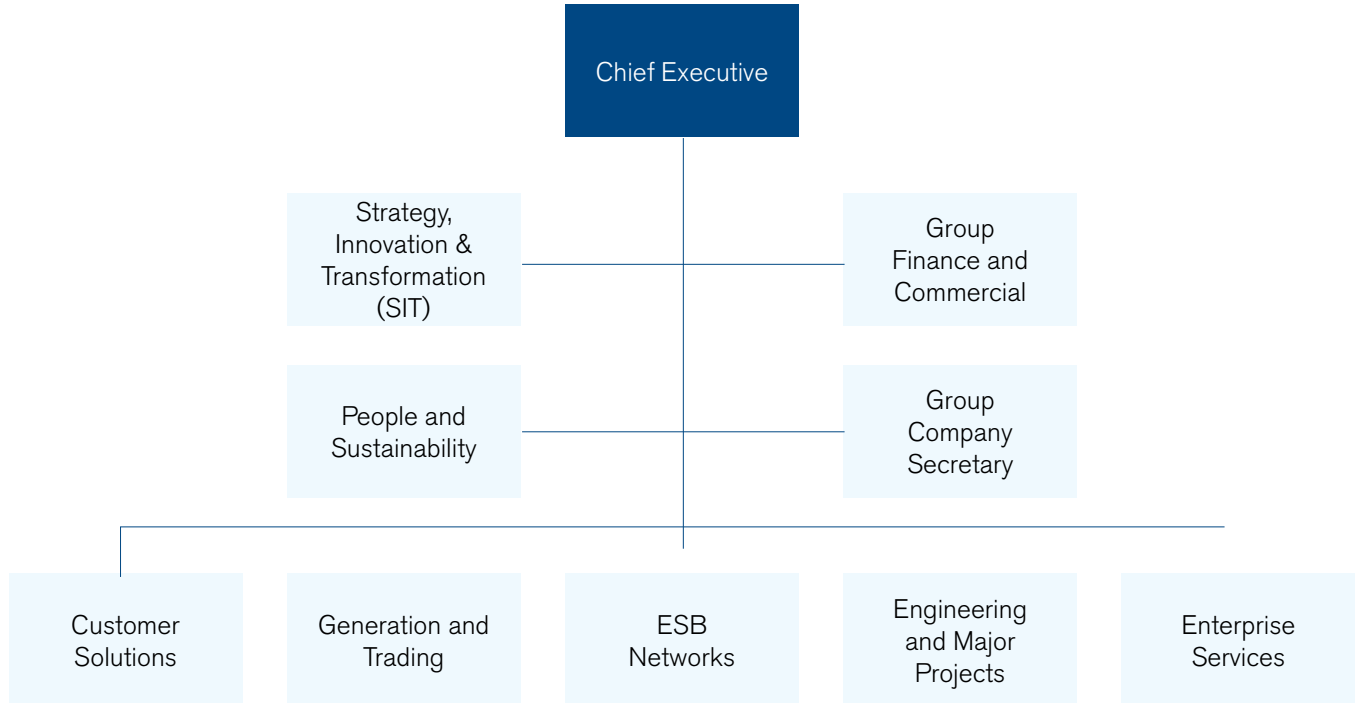 Chief Executive
Strategy,
Innovation &
Transformation
(SIT)
Group
Finance and
Commercial
People and
Sustainability
Group
Company
Secretary
Customer
Solutions
Generation and
Trading
ESB
Networks
Engineering
and Major
Projects
Enterprise
Services